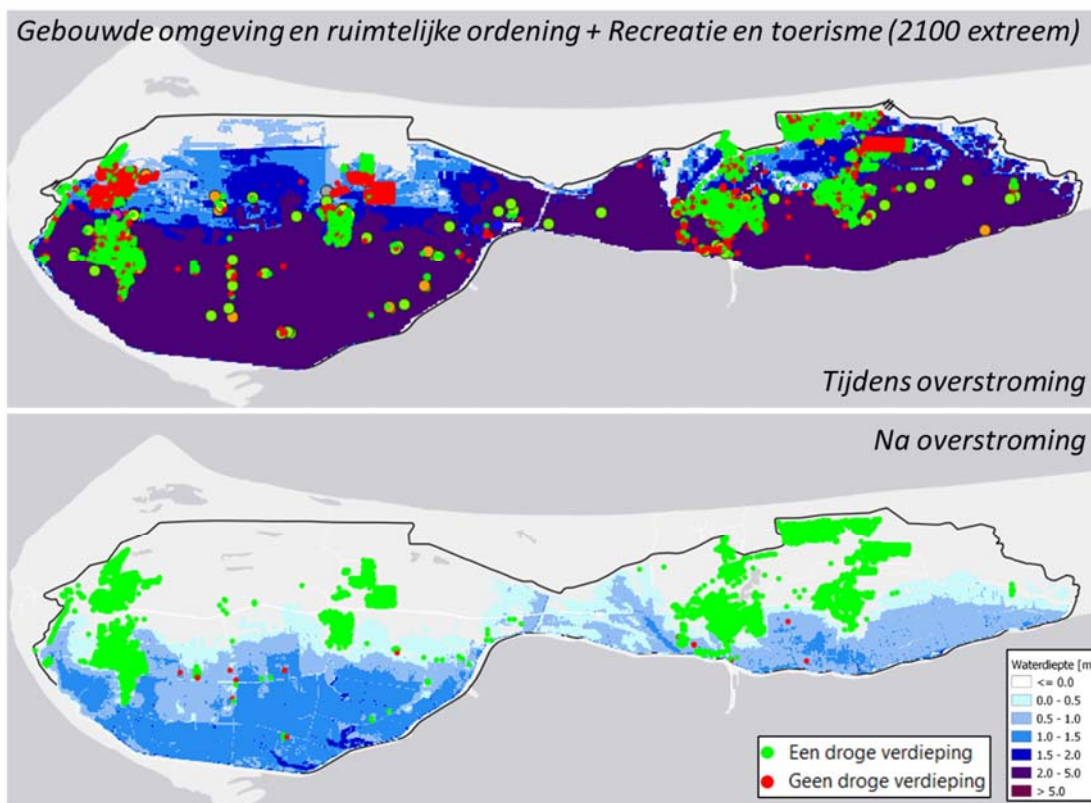 Gebouwde omgeving en ruimtelijke ordening + Recreatie en toerisme (2100 extreem)
Tijdens overstroming
Na overstroming
Een droge verdieping
Geen droge verdieping
Waterdiepte [m
<= 0.0
0.0 - 0.5
0.5 - 1.0
1.0 - 1.5
1.5 - 2.0
2.0 - 5.0
> 5.0